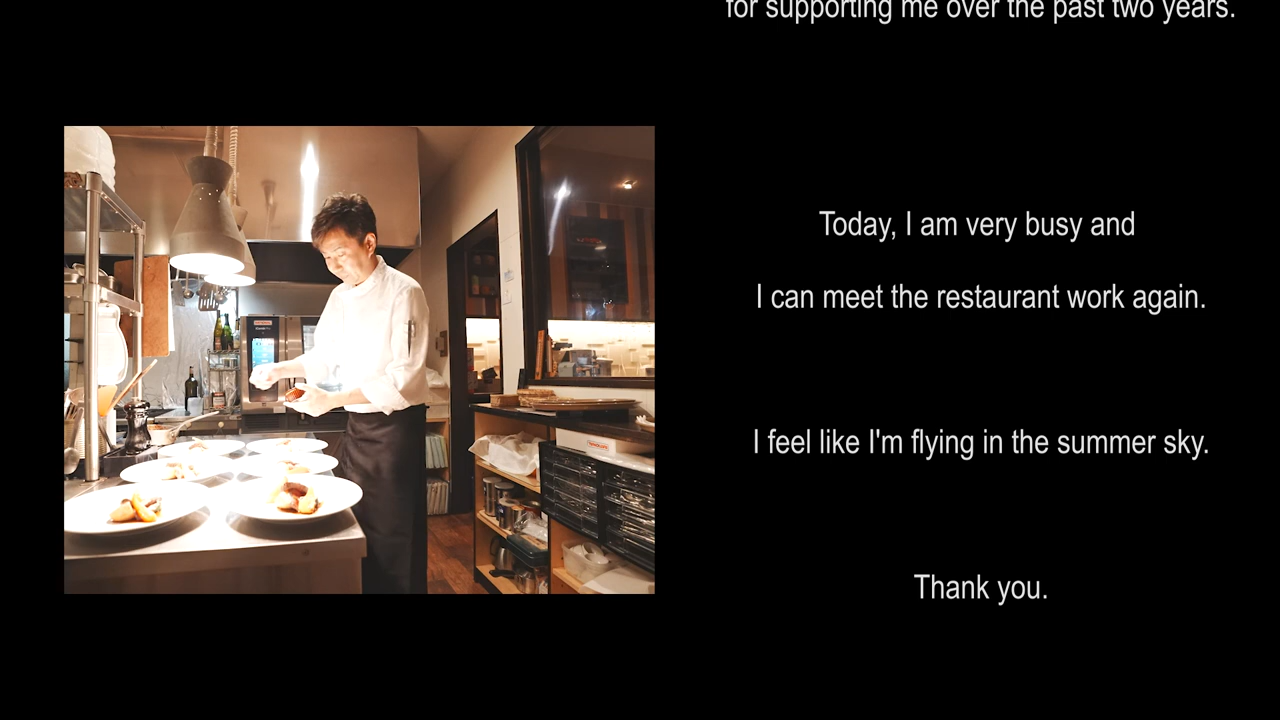 for supporting me over the past two years.
Today, I am very busy and
I can meet the restaurant work again.
I feel like I'm flying in the summer sky.
Thank you.